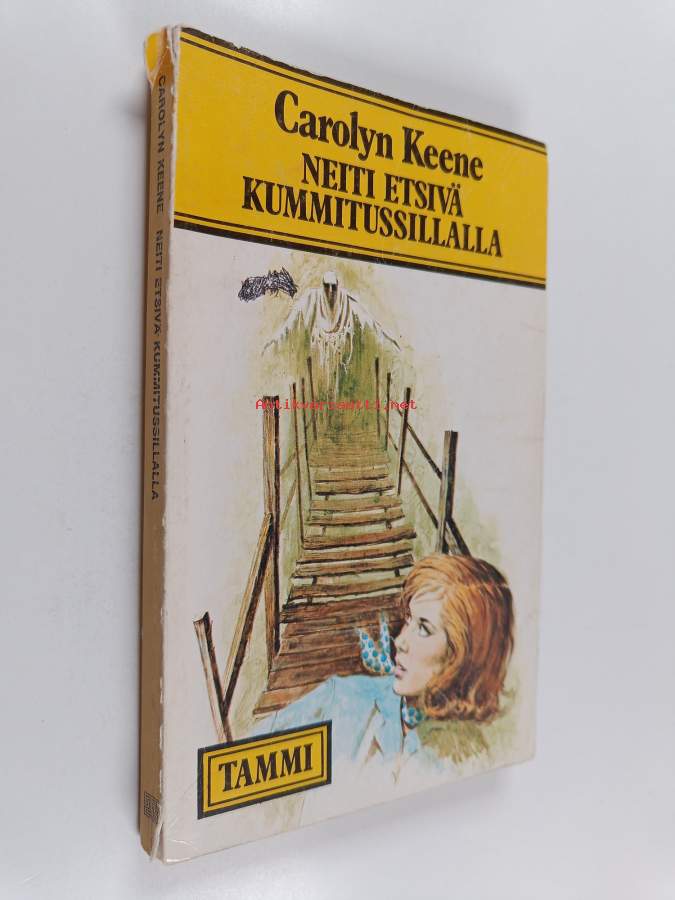 Carolyn Keene
NEITI ETSIVÄ
KUMMITUSSILLALLA
CAROLYN KEENE NEITI ETSIVÄ KUMMITUSSILLALLA
Antikvariaatti.net
TAMMI